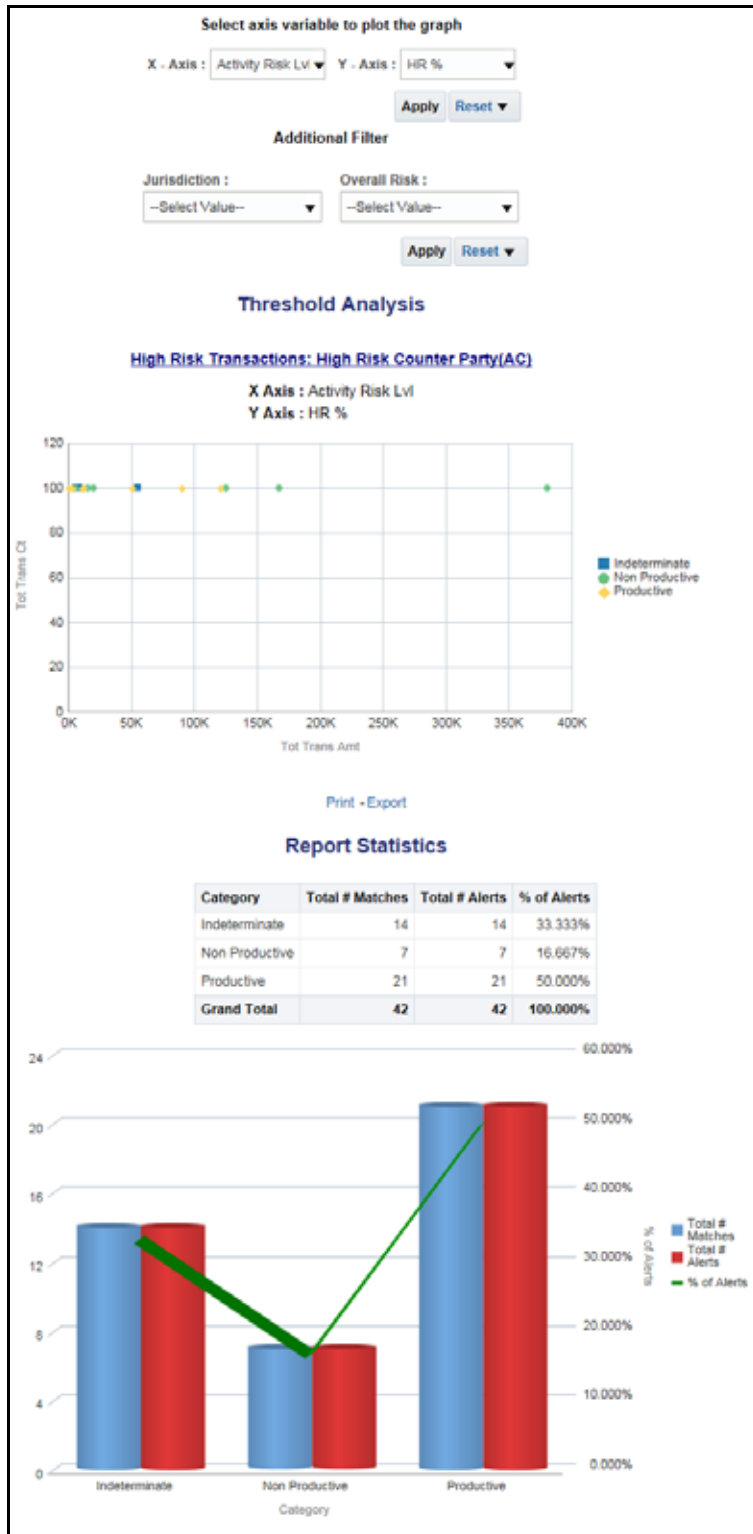 Select axis variable to plot the graph
X - Axis : Activity Risk Lvl Y - Axis : HR %
Apply Reset
Additional Filter
Jurisdiction : Overall Risk :
--Select Value-- --Select Value--
Apply Reset
Threshold Analysis
High Risk Transactions: High Risk Counter Party(AC)
X Axis : Activity Risk Lvl
Y Axis : HR %
120
100
80
60
40
20
0
Tot Trans Ct
0K 50K 100K 150K 200K 250K 300K 350K 400K
Tot Trans Amt
Indeterminate
Non Productive
Productive
Print - Export
Report Statistics
Category Total # Matches Total # Alerts % of Alerts
Indeterminate 14 14 33.333%
Non Productive 7 7 16.667%
Productive 21 21 50.000%
Grand Total 42 42 100.000%
24
20
16
12
8
4
0
60.000%
50.000%
40.000%
30.000%
20.000%
10.000%
0.000%
% of Alerts
Total #
Matches
Total #
Alerts
% of Alerts
Indeterminate Non Productive Productive
Category